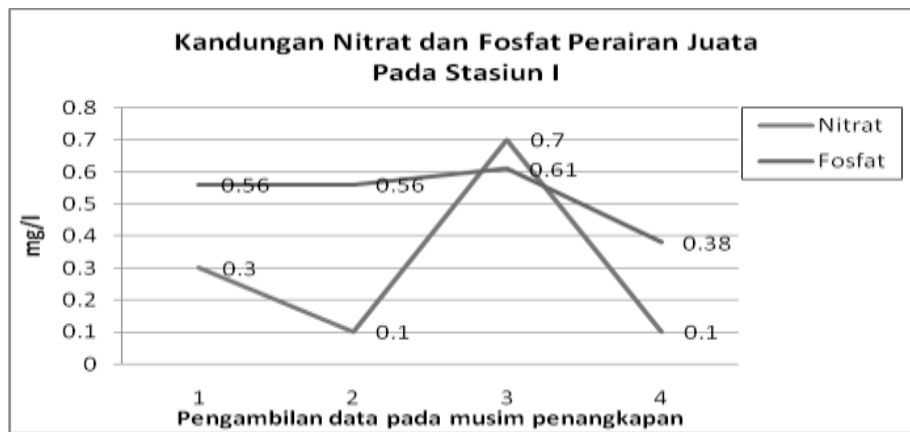 Kandungan Nitrat dan Fosfat Perairan Juata
Pada Stasiun I
0.8
0.7
0.6
0.5
0.4
0.3
0.2
0.1
0
mg/l
0.56
0.56
0.61
0.38
0.3
0.1
0.7
0.1
1 2 3 4
Pengambilan data pada musim penangkapan
Nitrat
Fosfat